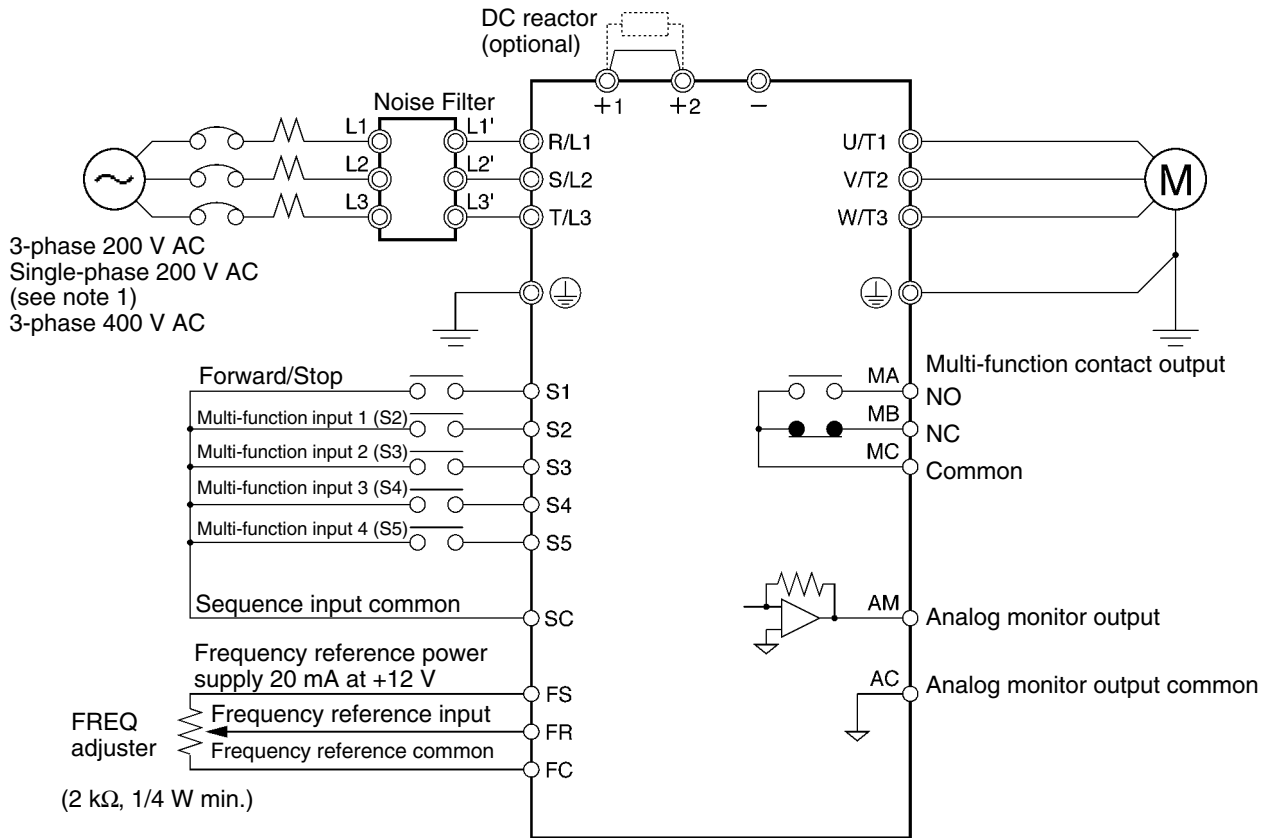 DC reactor
(optional)
+1
+2
−
Noise Filter
L1
L1'
R/L1
U/T1
L2
L2'
S/L2
V/T2
M
L3
L3'
T/L3
W/T3
3-phase 200 V AC
Single-phase 200 V AC
(see note 1)
3-phase 400 V AC
Forward/Stop
S1
Multi-function input 1 (S2)
S2
Multi-function input 2 (S3)
S3
Multi-function input 3 (S4)
S4
Multi-function input 4 (S5)
S5
Sequence input common
SC
Multi-function contact output
MA
NO
MB
NC
MC
Common
AM
Analog monitor output
AC
Analog monitor output common
Frequency reference power
supply 20 mA at +12 V
FS
FREQ
adjuster
Frequency reference input
FR
Frequency reference common
FC
(2 kΩ, 1/4 W min.)